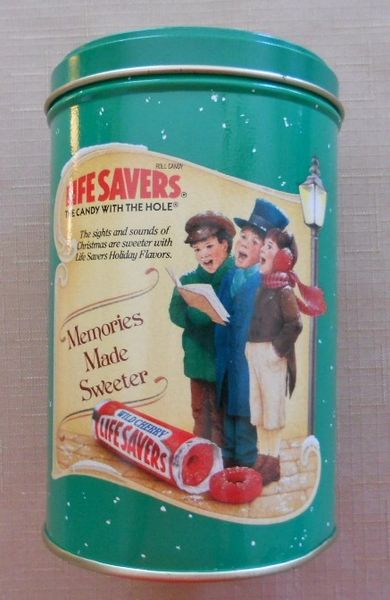 ROLL CANDY
LIFE SAVERS®
THE CANDY WITH THE HOLE®
The sights and sounds of
Christmas are sweeter with
Life Savers Holiday Flavors.
Memories
Made
Sweeter
WILD CHERRY
LIFE SAVERS